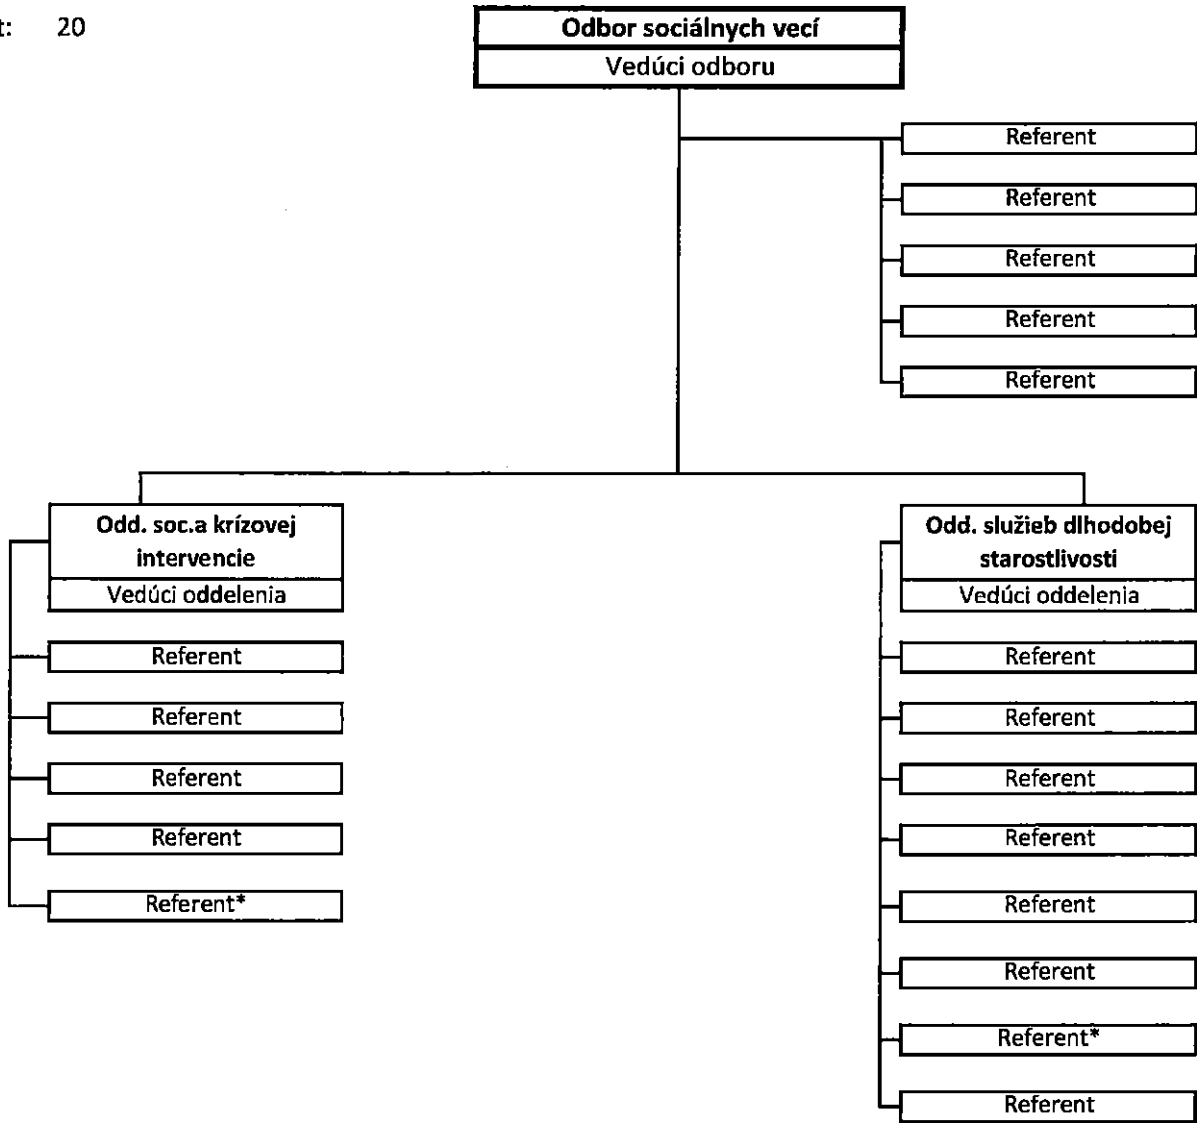 t: 20
Odbor sociálnych vecí
Vedúci odboru
Referent
Referent
Referent
Referent
Referent
Odd. soc.a krízovej
intervencie
Vedúci oddelenia
Referent
Referent
Referent
Referent
Referent*
Odd. služieb dlhodobej
starostlivosti
Vedúci oddelenia
Referent
Referent
Referent
Referent
Referent
Referent
Referent*
Referent